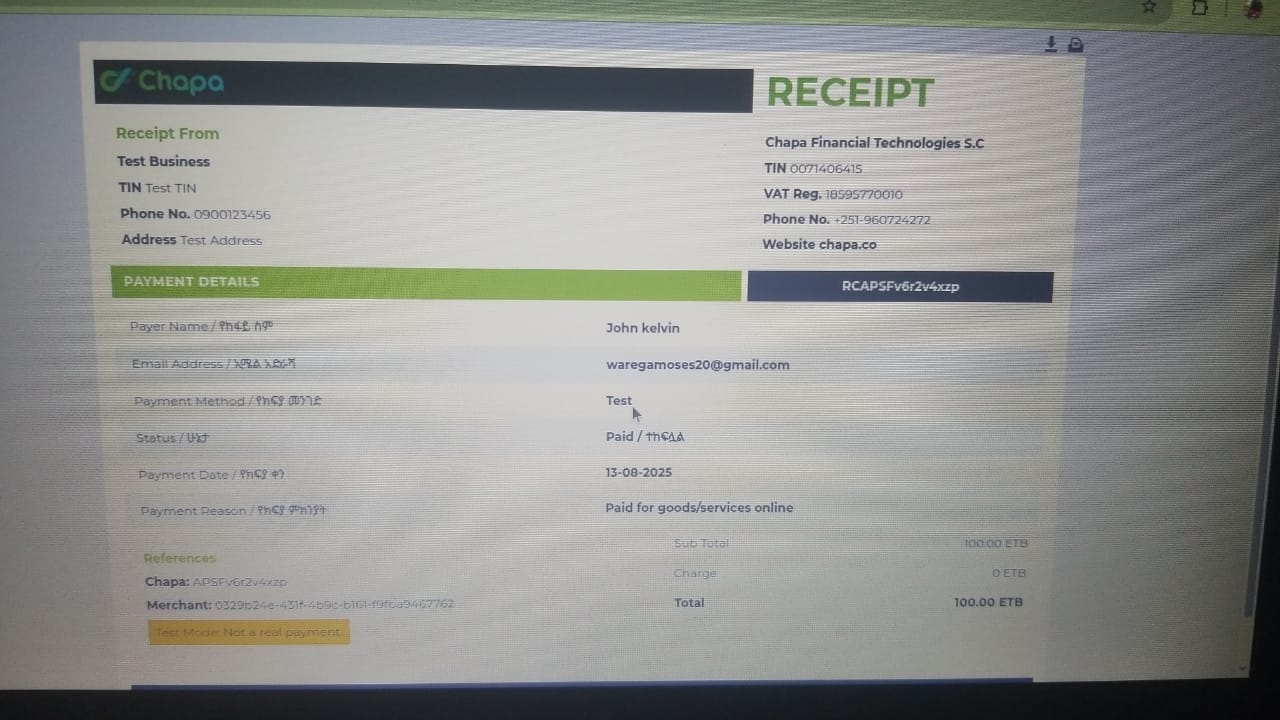 Chapa
RECEIPT
Receipt From
Test Business
TIN Test TIN
Phone No. 0900123456
Address Test Address
Chapa Financial Technologies S.C
TIN 0071406415
VAT Reg. 18595770010
Phone No. +251-960724272
Website chapa.co
PAYMENT DETAILS
RCAPSFv6r2v4xzp
Payer Name / የከፋይ ስም
John kelvin
Email Address / ኢሜል አድራሻ
waregamoses20@gmail.com
Payment Method / የክፍያ መንገድ
Test
Status / ሁኔታ
Paid / ተከፍሏል
Payment Date / የክፍያ ቀን
13-08-2025
Payment Reason / የክፍያ ምክንያት
Paid for goods/services online
Sub Total 100.00 ETB
Charge 0 ETB
Total 100.00 ETB
References
Chapa: APSFv6r2v4xzp
Merchant: 0329b24e-431f-4b9c-b161-f9fba9467762
Test Mode: Not a real payment.